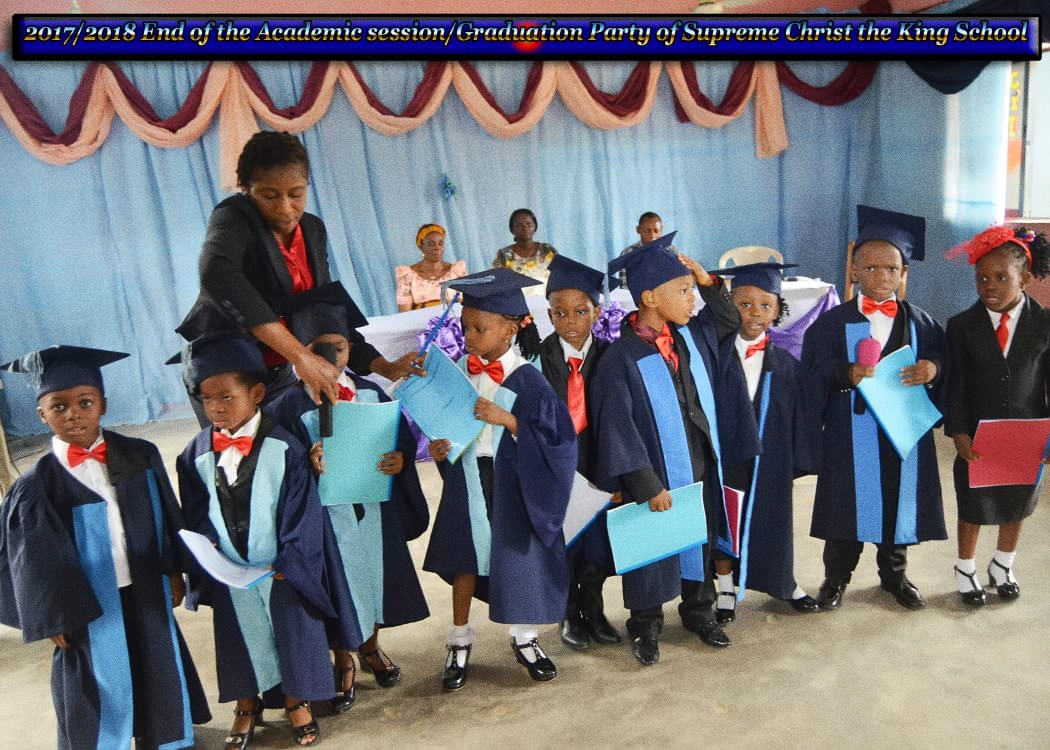 2017/2018 End of the Academic session/Graduation Party of Supreme Christ the King School